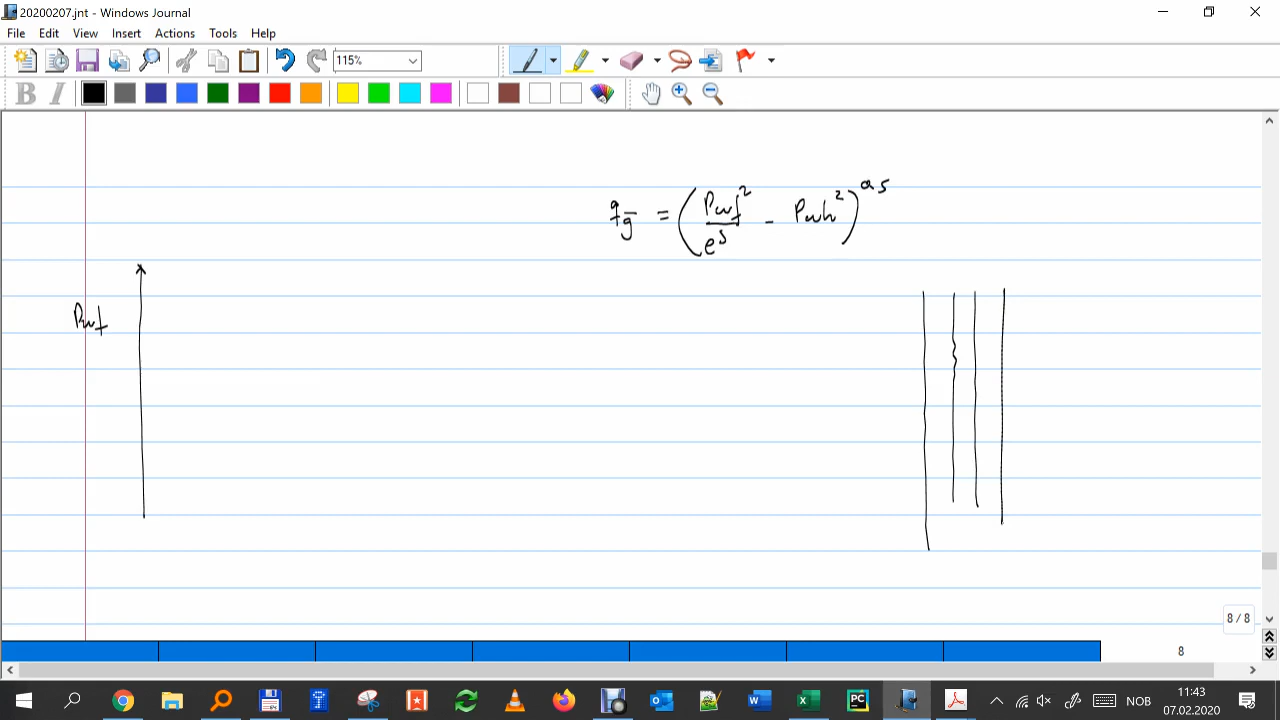 20200207.jnt - Windows Journal
File Edit View Insert Actions Tools Help
115%
B I
qg̅ = (Pwf²/e^s - Pwh²)^0.5
Pwf
8 / 8
8
W X PC
NOB
11:43
07.02.2020